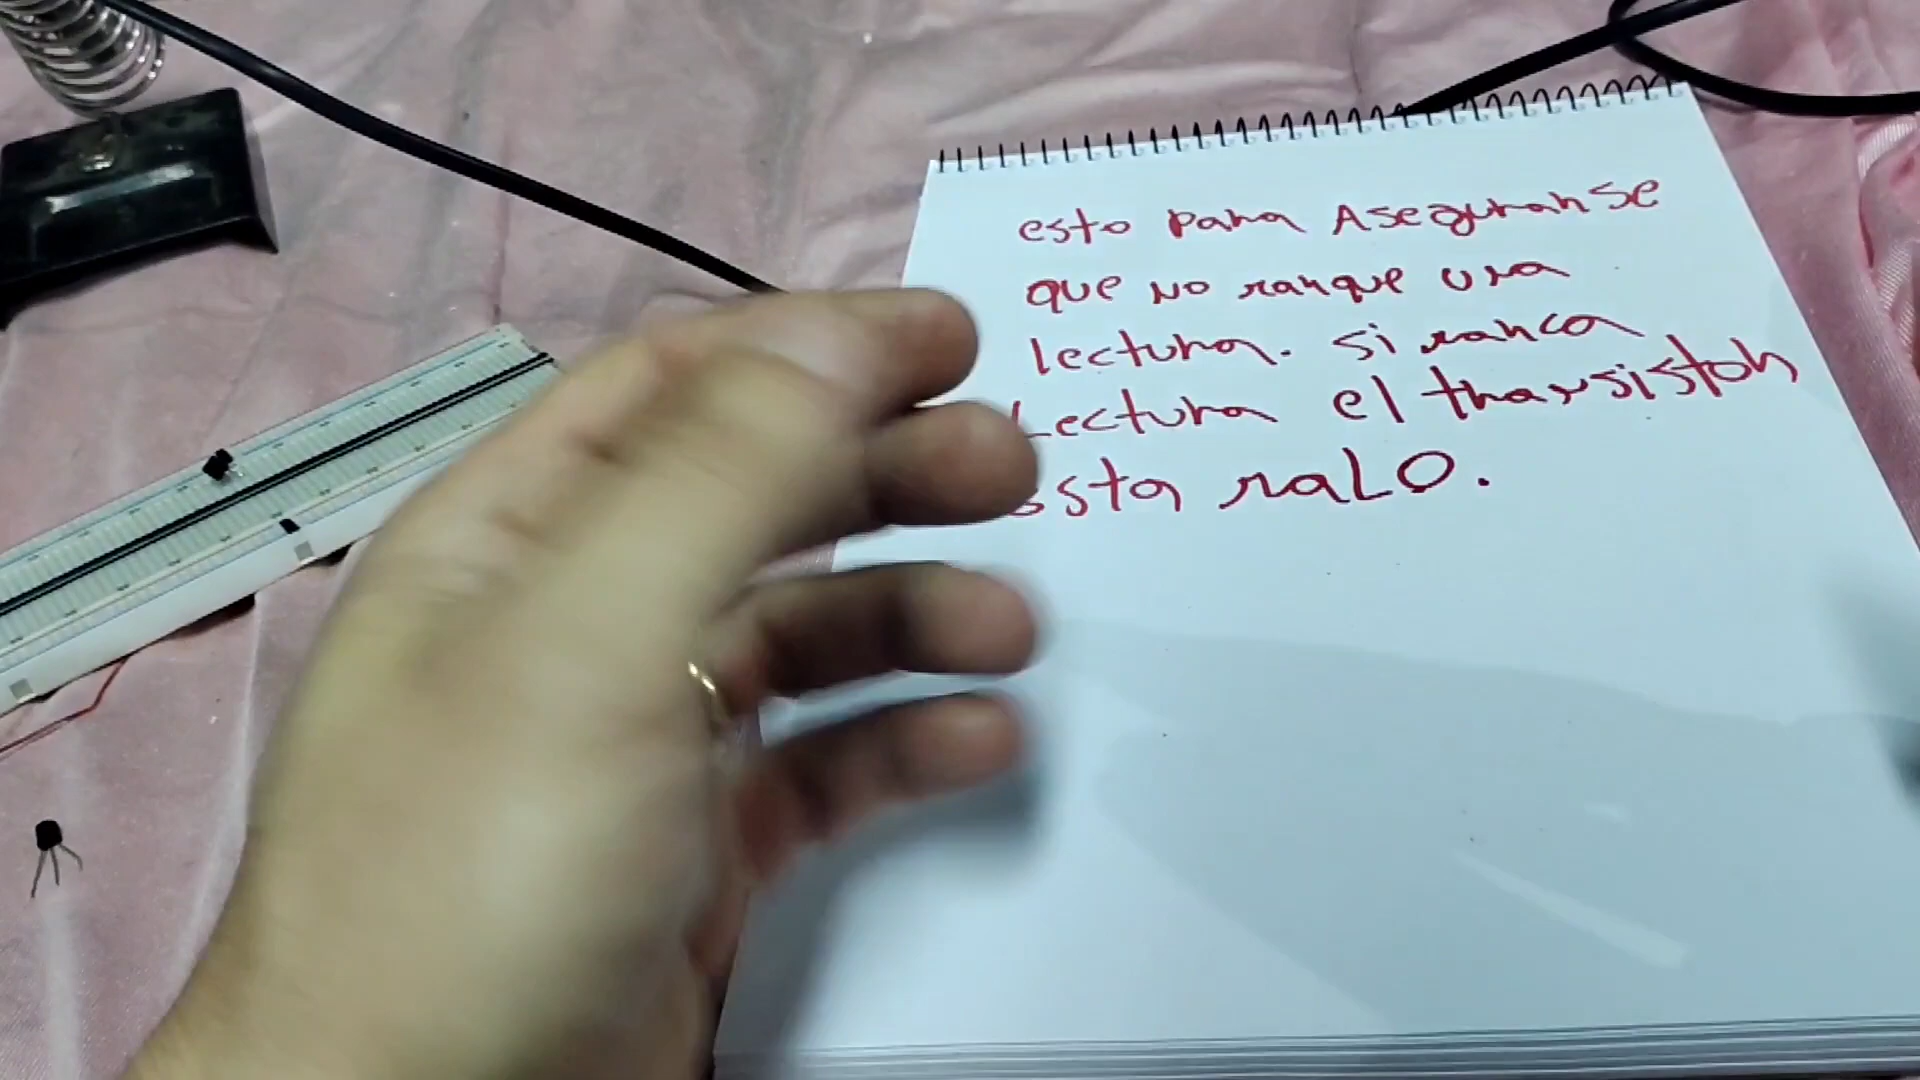 esto para Asegurarse
que no marque una
lectura. si marca
Lectura el transistor
esta malo.